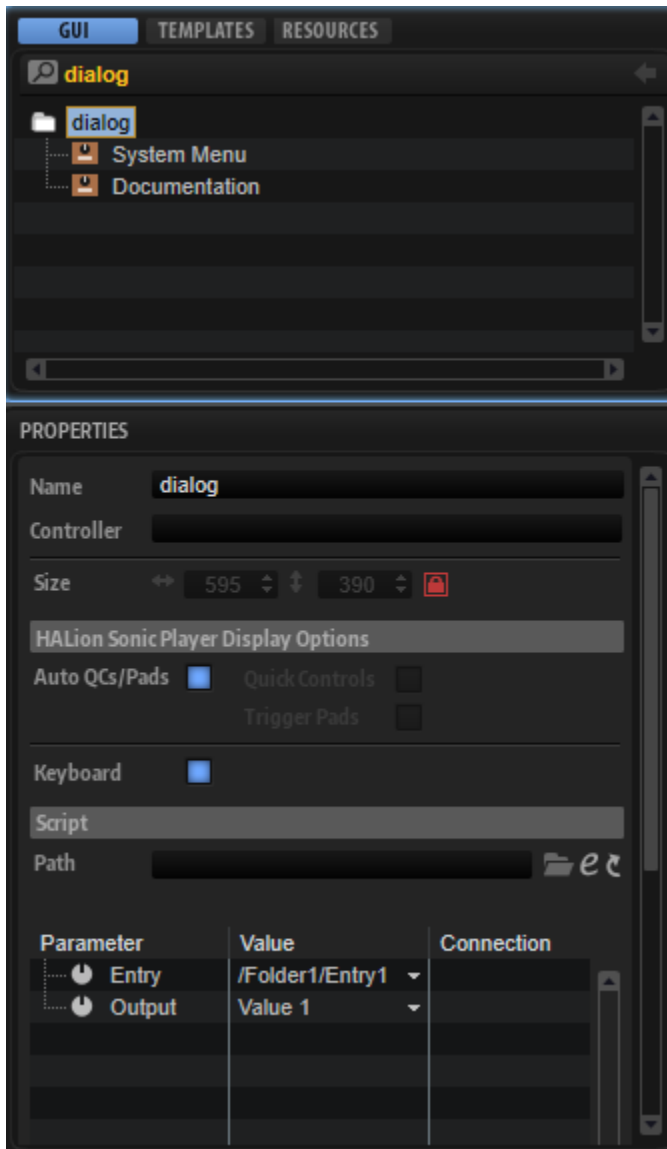 GUI TEMPLATES RESOURCES
dialog
dialog
System Menu
Documentation
PROPERTIES
Name dialog
Controller
Size 595 390
HALion Sonic Player Display Options
Auto QCs/Pads Quick Controls
Trigger Pads
Keyboard
Script
Path e
Parameter Value Connection
Entry /Folder1/Entry1
Output Value 1